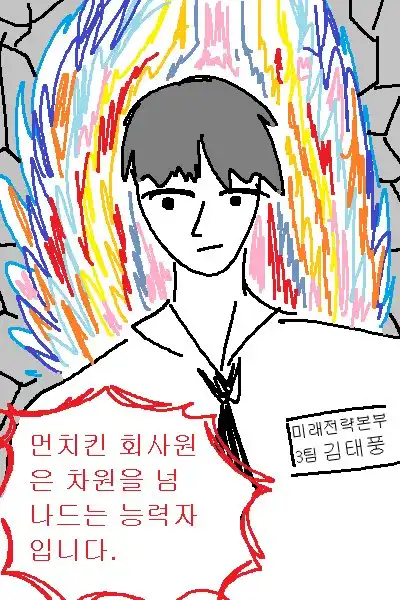 미래전략본부
3팀 김태풍
먼치킨 회사원
은 차원을 넘
나드는 능력자
입니다.